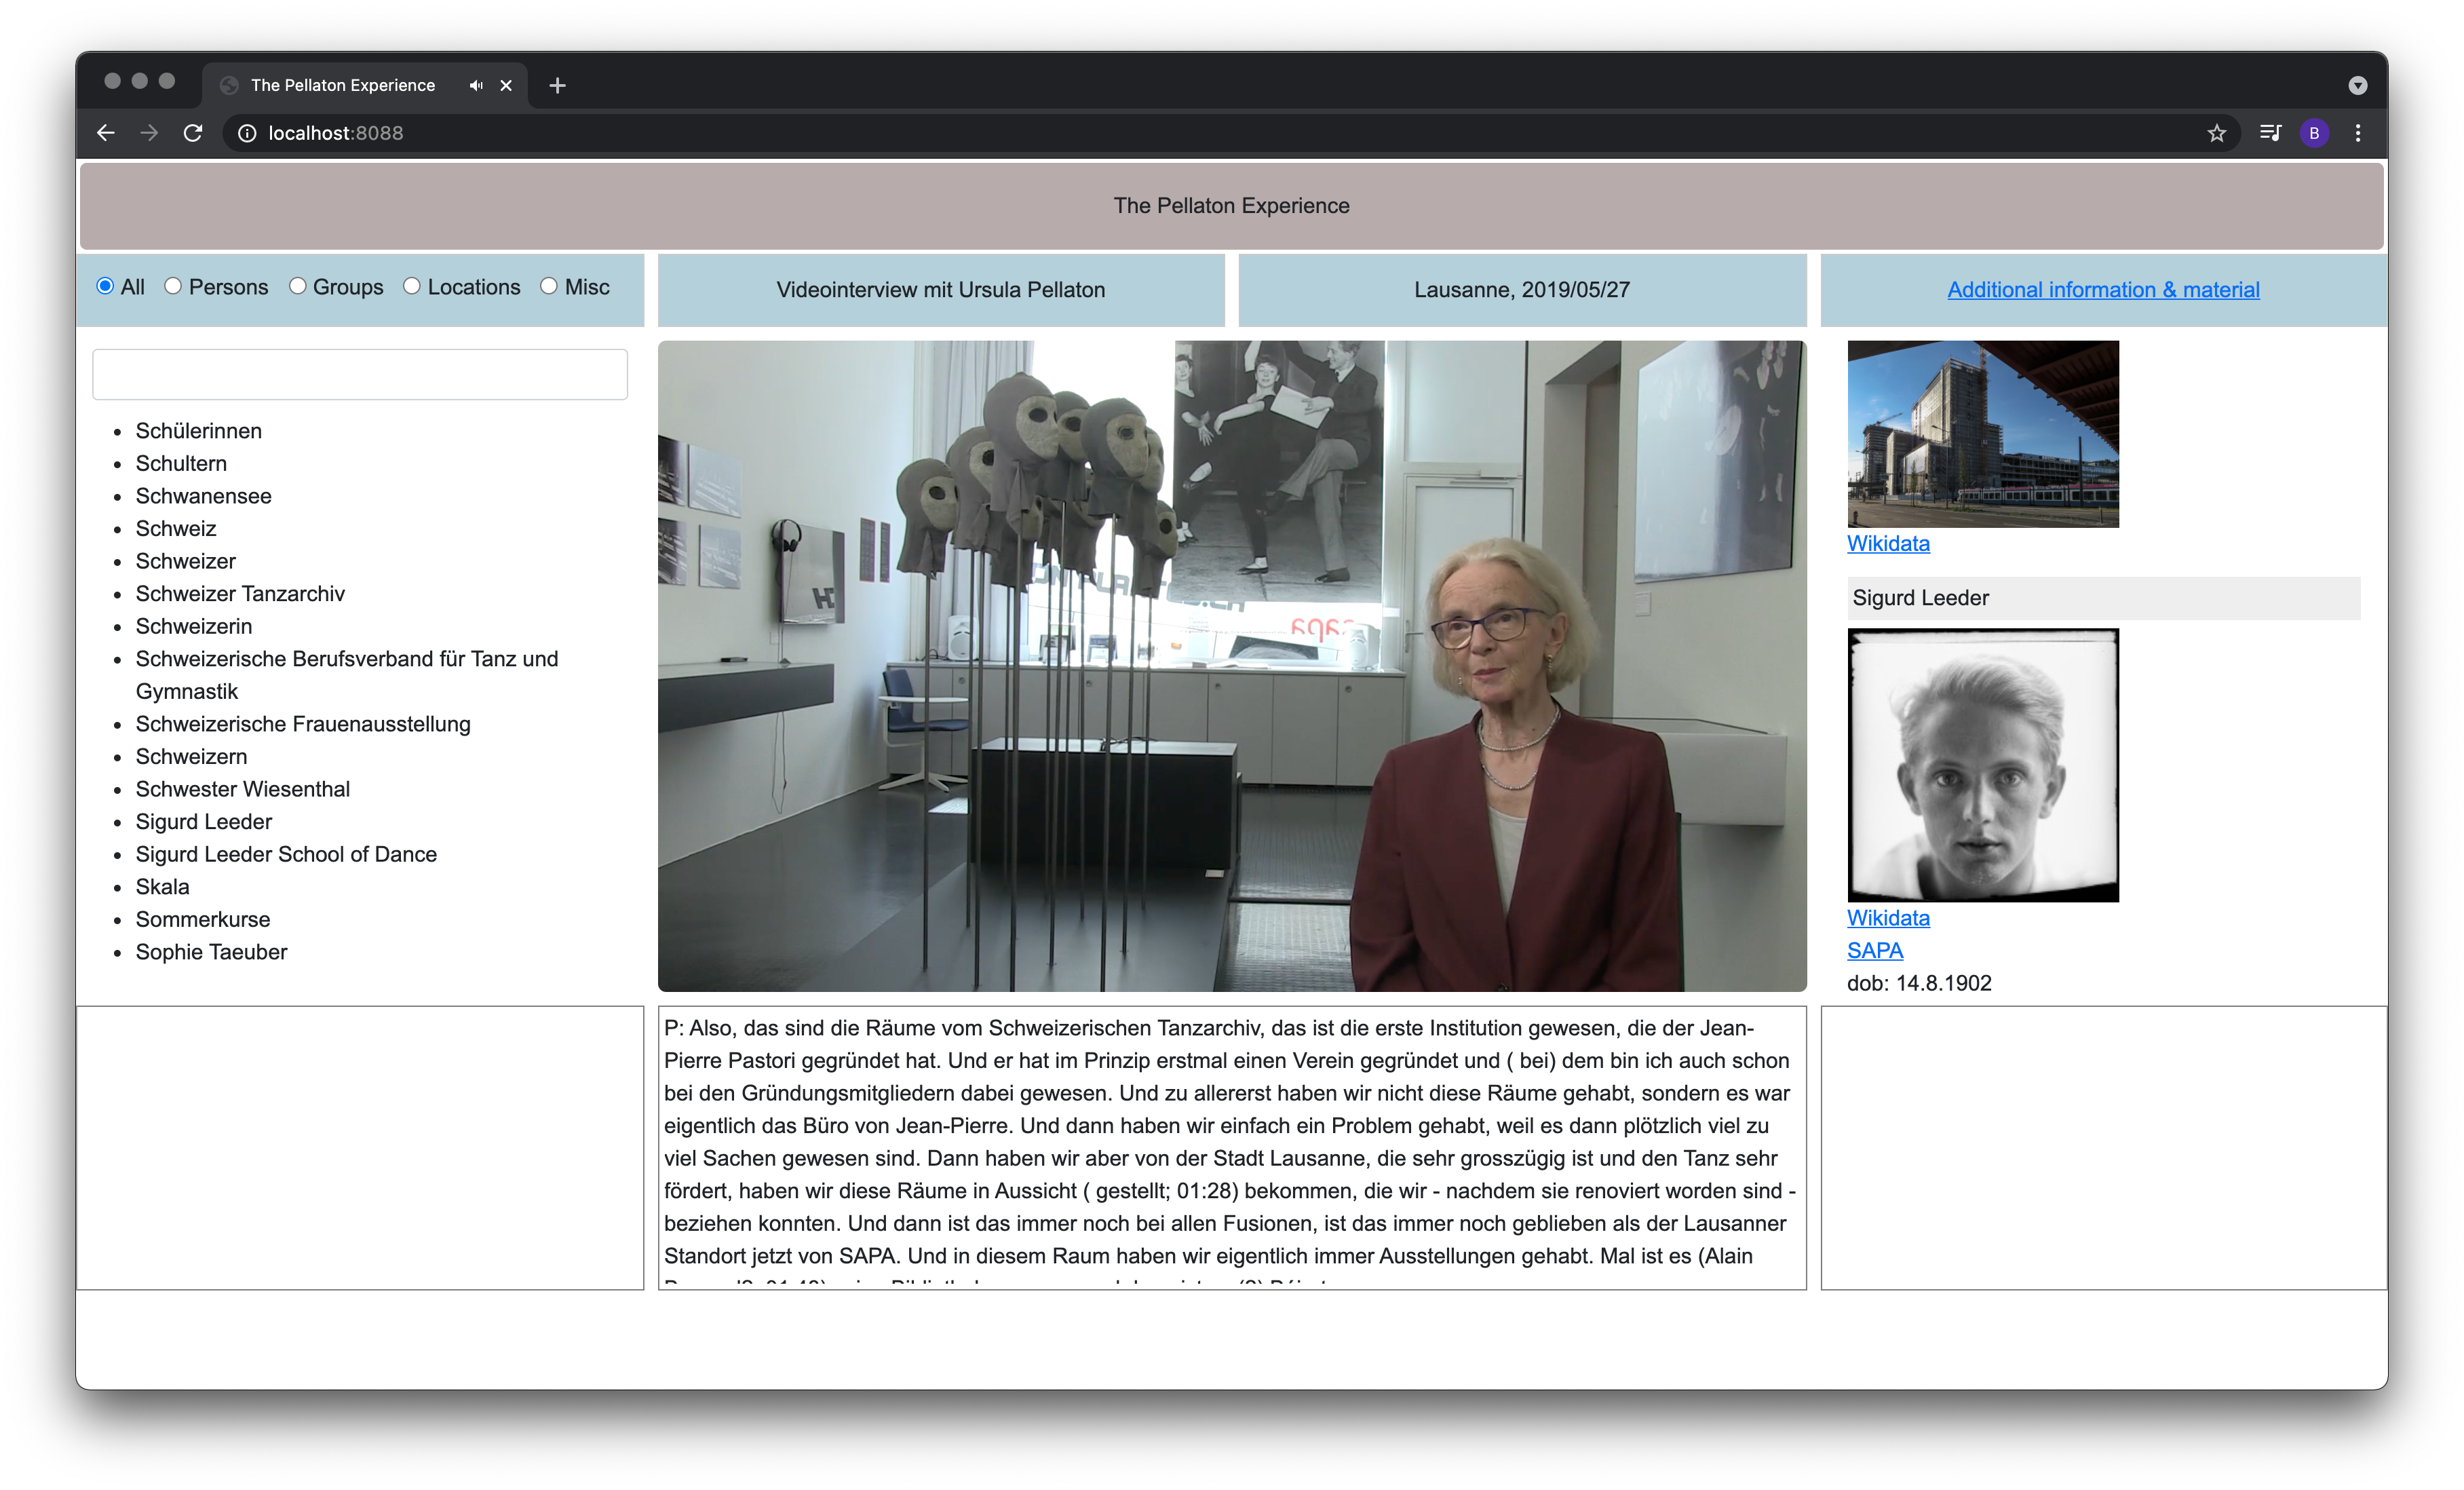 The Pellaton Experience
localhost:8088
B
The Pellaton Experience
All Persons Groups Locations Misc
Videointerview mit Ursula Pellaton
Lausanne, 2019/05/27
Additional information & material
Schülerinnen
Schultern
Schwanensee
Schweiz
Schweizer
Schweizer Tanzarchiv
Schweizerin
Schweizerische Berufsverband für Tanz und
Gymnastik
Schweizerische Frauenausstellung
Schweizern
Schwester Wiesenthal
Sigurd Leeder
Sigurd Leeder School of Dance
Skala
Sommerkurse
Sophie Taeuber
sapa
Wikidata
Sigurd Leeder
Wikidata
SAPA
dob: 14.8.1902
P: Also, das sind die Räume vom Schweizerischen Tanzarchiv, das ist die erste Institution gewesen, die der Jean-
Pierre Pastori gegründet hat. Und er hat im Prinzip erstmal einen Verein gegründet und ( bei) dem bin ich auch schon
bei den Gründungsmitgliedern dabei gewesen. Und zu allererst haben wir nicht diese Räume gehabt, sondern es war
eigentlich das Büro von Jean-Pierre. Und dann haben wir einfach ein Problem gehabt, weil es dann plötzlich viel zu
viel Sachen gewesen sind. Dann haben wir aber von der Stadt Lausanne, die sehr grosszügig ist und den Tanz sehr
fördert, haben wir diese Räume in Aussicht ( gestellt; 01:28) bekommen, die wir - nachdem sie renoviert worden sind -
beziehen konnten. Und dann ist das immer noch bei allen Fusionen, ist das immer noch geblieben als der Lausanner
Standort jetzt von SAPA. Und in diesem Raum haben wir eigentlich immer Ausstellungen gehabt. Mal ist es (Alain